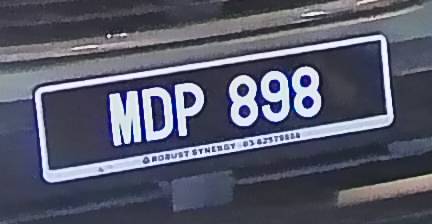 MDP 898
ROBUST SYNERGY